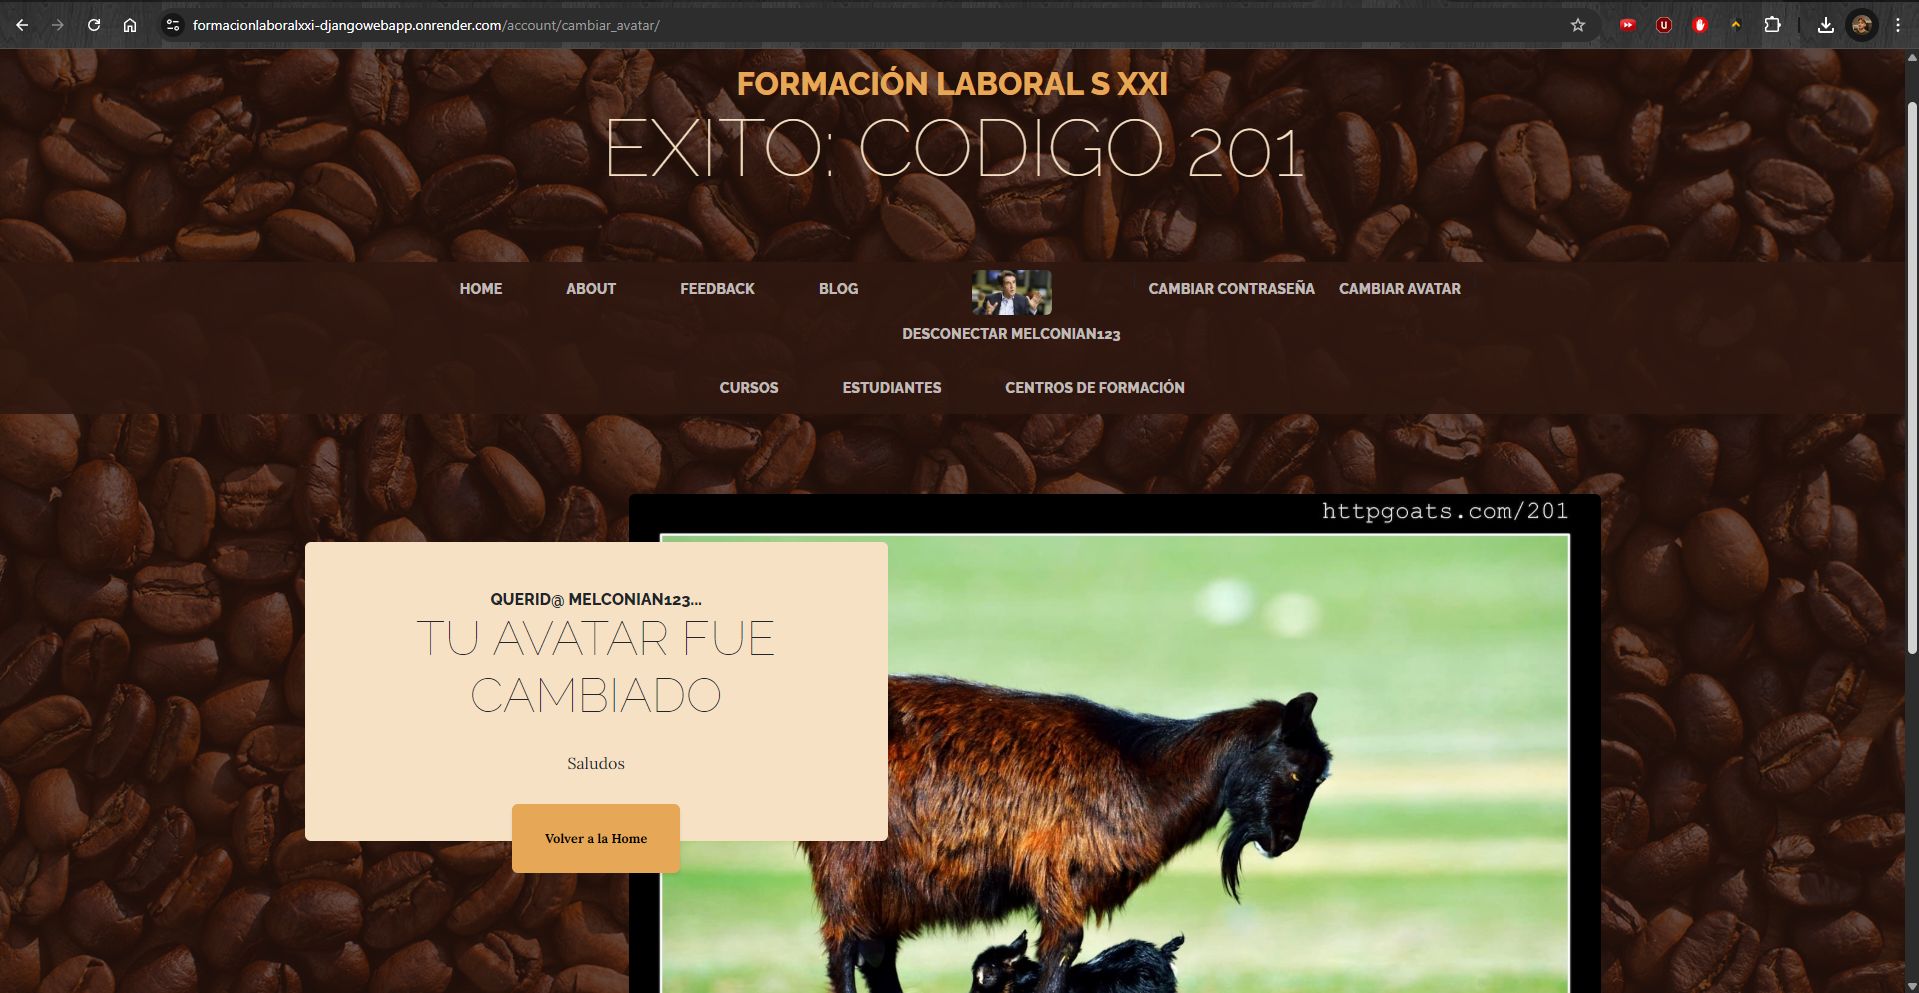 formacionlaboralxxi-djangowebapp.onrender.com/account/cambiar_avatar/
FORMACIÓN LABORAL S XXI
EXITO: CODIGO 201
HOME
ABOUT
FEEDBACK
BLOG
DESCONECTAR MELCONIAN123
CAMBIAR CONTRASEÑA
CAMBIAR AVATAR
CURSOS
ESTUDIANTES
CENTROS DE FORMACIÓN
httpgoats.com/201
QUERID@ MELCONIAN123...
TU AVATAR FUE
CAMBIADO
Saludos
Volver a la Home